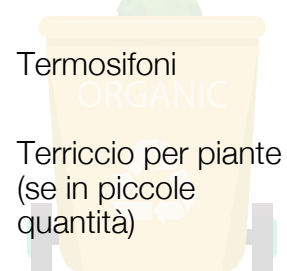 Termosifoni
ORGANIC
Terriccio per piante
(se in piccole
quantità)